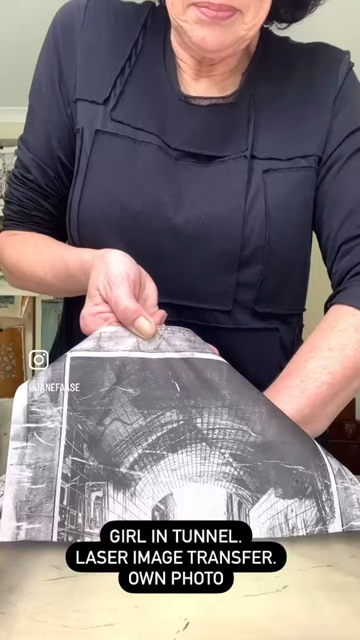 @JANEFAASE
GIRL IN TUNNEL.
LASER IMAGE TRANSFER.
OWN PHOTO